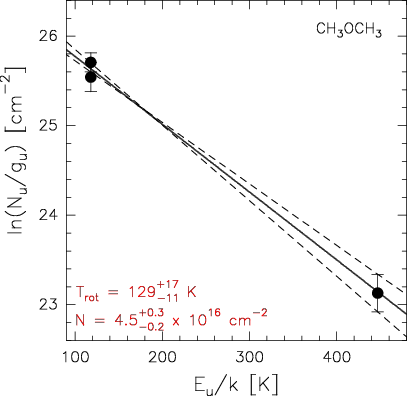 CH₃OCH₃
ln(Nᵤ/gᵤ) [cm⁻²]
26
25
24
23
Tᵣₒₜ = 129⁺¹⁷₋₁₁ K
N = 4.5⁺⁰·³₋₀.₂ x 10¹⁶ cm⁻²
100 200 300 400
Eᵤ/k [K]